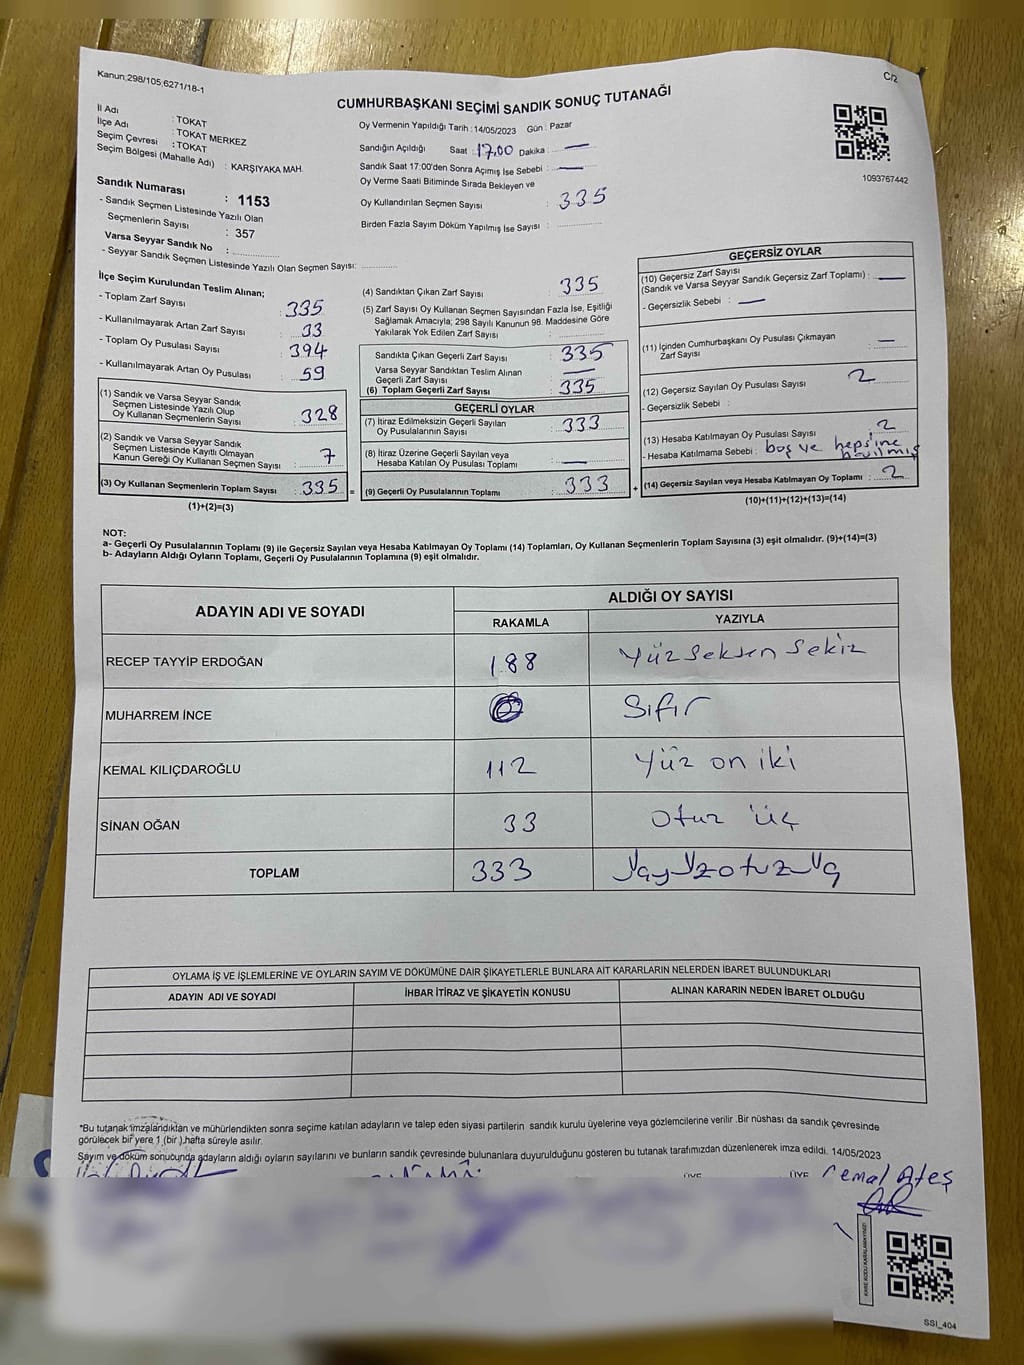 Kanun;298/105;6271/18-1
C/2
CUMHURBAŞKANI SEÇİMİ SANDIK SONUÇ TUTANAĞI
İl Adı : TOKAT
İlçe Adı : TOKAT MERKEZ
Seçim Çevresi : TOKAT
Seçim Bölgesi (Mahalle Adı) : KARŞIYAKA MAH.
Sandık Numarası : 1153
- Sandık Seçmen Listesinde Yazılı Olan
Seçmenlerin Sayısı : 357
Varsa Seyyar Sandık No :
- Seyyar Sandık Seçmen Listesinde Yazılı Olan Seçmen Sayısı:
Oy Vermenin Yapıldığı Tarih : 14/05/2023 Gün : Pazar
Sandığın Açıldığı Saat : 17,00 Dakika : —
Sandık Saat 17:00'den Sonra Açımış İse Sebebi : —
Oy Verme Saati Bitiminde Sırada Bekleyen ve
Oy Kullandırılan Seçmen Sayısı : 335
Birden Fazla Sayım Döküm Yapılmış İse Sayısı :
1093767442
İlçe Seçim Kurulundan Teslim Alınan;
- Toplam Zarf Sayısı : 335
- Kullanılmayarak Artan Zarf Sayısı : 33
- Toplam Oy Pusulası Sayısı : 394
- Kullanılmayarak Artan Oy Pusulası : 59
(1) Sandık ve Varsa Seyyar Sandık
Seçmen Listesinde Yazılı Olup
Oy Kullanan Seçmenlerin Sayısı : 328
(2) Sandık ve Varsa Seyyar Sandık
Seçmen Listesinde Kayıtlı Olmayan
Kanun Gereği Oy Kullanan Seçmen Sayısı : 7
(3) Oy Kullanan Seçmenlerin Toplam Sayısı : 335
(1)+(2)=(3)
(4) Sandıktan Çıkan Zarf Sayısı : 335
(5) Zarf Sayısı Oy Kullanan Seçmen Sayısından Fazla İse, Eşitliği
Sağlamak Amacıyla; 298 Sayılı Kanunun 98. Maddesine Göre
Yakılarak Yok Edilen Zarf Sayısı :
Sandıkta Çıkan Geçerli Zarf Sayısı : 335
Varsa Seyyar Sandıktan Teslim Alınan
Geçerli Zarf Sayısı : —
(6) Toplam Geçerli Zarf Sayısı : 335
GEÇERLİ OYLAR
(7) İtiraz Edilmeksizin Geçerli Sayılan
Oy Pusulalarının Sayısı : 333
(8) İtiraz Üzerine Geçerli Sayılan veya
Hesaba Katılan Oy Pusulası Toplamı : —
= (9) Geçerli Oy Pusulalarının Toplamı : 333
GEÇERSİZ OYLAR
(10) Geçersiz Zarf Sayısı
(Sandık ve Varsa Seyyar Sandık Geçersiz Zarf Toplamı) : —
- Geçersizlik Sebebi : —
(11) İçinden Cumhurbaşkanı Oy Pusulası Çıkmayan
Zarf Sayısı : —
(12) Geçersiz Sayılan Oy Pusulası Sayısı : 2
- Geçersizlik Sebebi :
(13) Hesaba Katılmayan Oy Pusulası Sayısı : 2
- Hesaba Katılmama Sebebi : boş ve hepsine
+ (14) Geçersiz Sayılan veya Hesaba Katılmayan Oy Toplamı : 2
(10)+(11)+(12)+(13)=(14)
NOT:
a- Geçerli Oy Pusulalarının Toplamı (9) ile Geçersiz Sayılan veya Hesaba Katılmayan Oy Toplamı (14) Toplamları, Oy Kullanan Seçmenlerin Toplam Sayısına (3) eşit olmalıdır. (9)+(14)=(3)
b- Adayların Aldığı Oyların Toplamı, Geçerli Oy Pusulalarının Toplamına (9) eşit olmalıdır.
ADAYIN ADI VE SOYADI
ALDIĞI OY SAYISI
RAKAMLA YAZIYLA
RECEP TAYYİP ERDOĞAN 188 Yüz Seksen Sekiz
MUHARREM İNCE 0 Sıfır
KEMAL KILIÇDAROĞLU 112 Yüz on iki
SİNAN OĞAN 33 Otuz üç
TOPLAM 333 üçyüzotuzüç
OYLAMA İŞ VE İŞLEMLERİNE VE OYLARIN SAYIM VE DÖKÜMÜNE DAİR ŞİKAYETLERLE BUNLARA AİT KARARLARIN NELERDEN İBARET BULUNDUKLARI
ADAYIN ADI VE SOYADI İHBAR İTİRAZ VE ŞİKAYETİN KONUSU ALINAN KARARIN NEDEN İBARET OLDUĞU
*Bu tutanak imzalandıktan ve mühürlendikten sonra seçime katılan adayların ve talep eden siyasi partilerin sandık kurulu üyelerine veya gözlemcilerine verilir .Bir nüshası da sandık çevresinde
görülecek bir yere 1 (bir ) hafta süreyle asılır.
Sayım ve döküm sonucunda adayların aldığı oyların sayılarını ve bunların sandık çevresinde bulunanlara duyurulduğunu gösteren bu tutanak tarafımızdan düzenlenerek imza edildi. 14/05/2023
ÜYE ÜYE Cemal Ateş
SSI_404